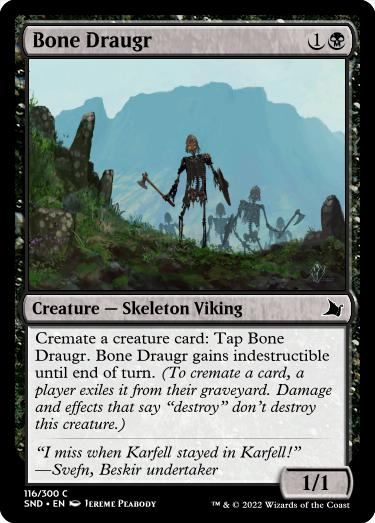 Bone Draugr
1
Creature — Skeleton Viking
Cremate a creature card: Tap Bone
Draugr. Bone Draugr gains indestructible
until end of turn. (To cremate a card, a
player exiles it from their graveyard. Damage
and effects that say “destroy” don’t destroy
this creature.)
“I miss when Karfell stayed in Karfell!”
—Svefn, Beskir undertaker
1/1
116/300 C
SND • EN Jereme Peabody
™ & © 2022 Wizards of the Coast